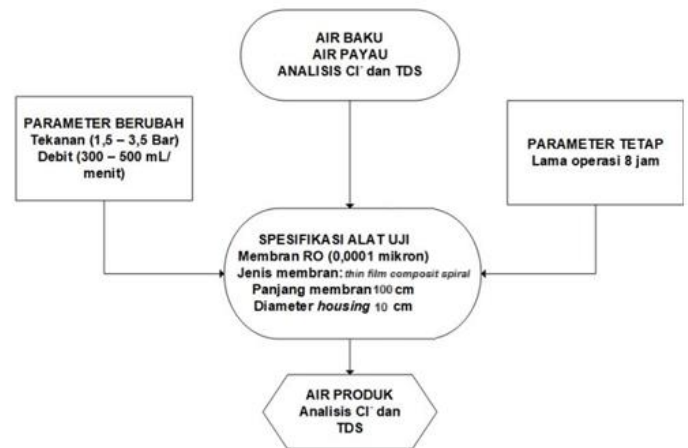 AIR BAKU
AIR PAYAU
ANALISIS Cl⁻ dan TDS
PARAMETER BERUBAH
Tekanan (1,5 – 3,5 Bar)
Debit (300 – 500 mL/
menit)
PARAMETER TETAP
Lama operasi 8 jam
SPESIFIKASI ALAT UJI
Membran RO (0,0001 mikron)
Jenis membran: thin film composit spiral
Panjang membran 100 cm
Diameter housing 10 cm
AIR PRODUK
Analisis Cl⁻ dan
TDS